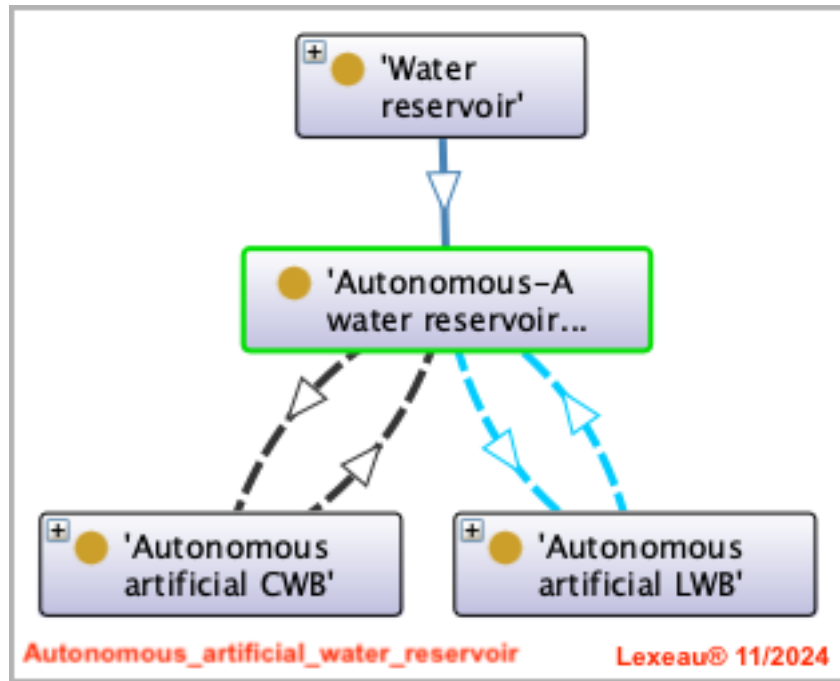 'Water
reservoir'
'Autonomous-A
water reservoir...
'Autonomous
artificial CWB'
'Autonomous
artificial LWB'
Autonomous_artificial_water_reservoir
Lexeau® 11/2024